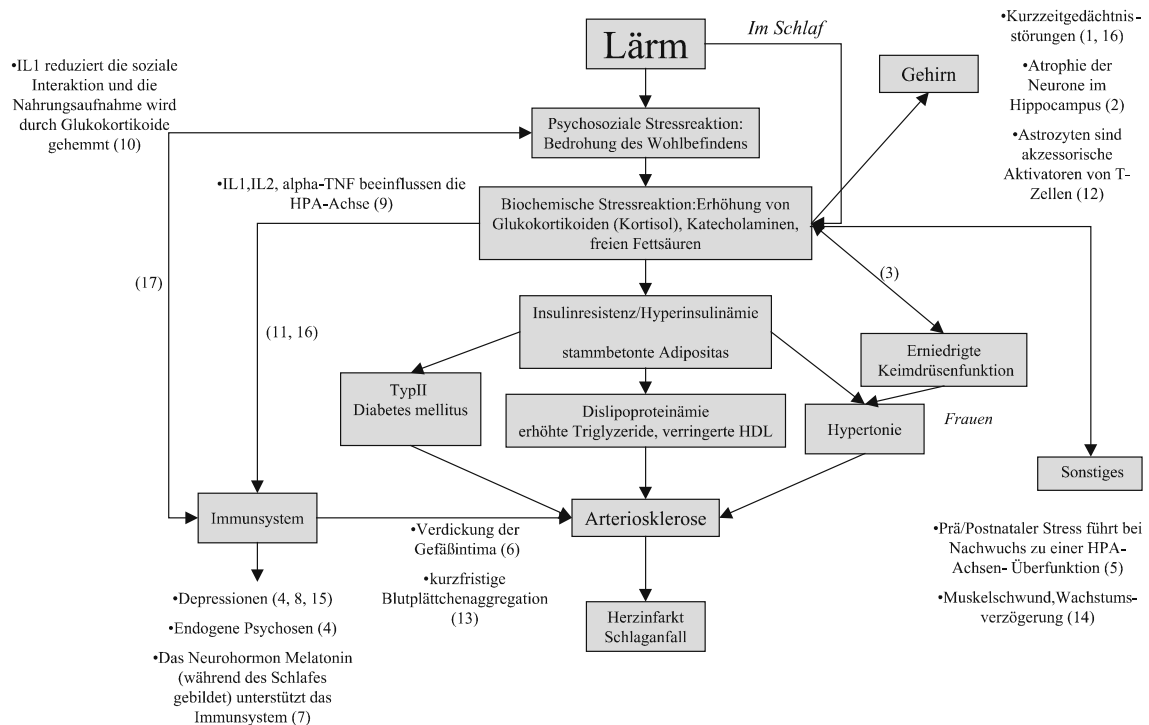 Lärm
Im Schlaf
•Kurzzeitgedächtnis-
störungen (1, 16)
•Atrophie der
Neurone im
Hippocampus (2)
•Astrozyten sind
akzessorische
Aktivatoren von T-
Zellen (12)
Gehirn
•IL1 reduziert die soziale
Interaktion und die
Nahrungsaufnahme wird
durch Glukokortikoide
gehemmt (10)
Psychosoziale Stressreaktion:
Bedrohung des Wohlbefindens
•IL1,IL2, alpha-TNF beeinflussen die
HPA-Achse (9)
Biochemische Stressreaktion:Erhöhung von
Glukokortikoiden (Kortisol), Katecholaminen,
freien Fettsäuren
(17)
(11, 16)
(3)
Insulinresistenz/Hyperinsulinämie
stammbetonte Adipositas
Erniedrigte
Keimdrüsenfunktion
TypII
Diabetes mellitus
Dislipoproteinämie
erhöhte Triglyzeride, verringerte HDL
Hypertonie
Frauen
Sonstiges
Immunsystem
Arteriosklerose
•Verdickung der
Gefäßintima (6)
•kurzfristige
Blutplättchenaggregation
(13)
•Prä/Postnataler Stress führt bei
Nachwuchs zu einer HPA-
Achsen- Überfunktion (5)
•Muskelschwund,Wachstums-
verzögerung (14)
•Depressionen (4, 8, 15)
•Endogene Psychosen (4)
•Das Neurohormon Melatonin
(während des Schlafes
gebildet) unterstützt das
Immunsystem (7)
Herzinfarkt
Schlaganfall